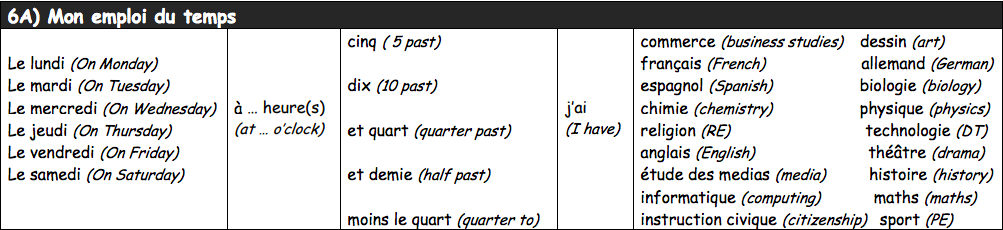 6A) Mon emploi du temps
cinq ( 5 past) commerce (business studies) dessin (art)
Le lundi (On Monday) français (French) allemand (German)
Le mardi (On Tuesday) dix (10 past) espagnol (Spanish) biologie (biology)
Le mercredi (On Wednesday) à … heure(s) j’ai chimie (chemistry) physique (physics)
Le jeudi (On Thursday) (at … o’clock) et quart (quarter past) (I have) religion (RE) technologie (DT)
Le vendredi (On Friday) anglais (English) théâtre (drama)
Le samedi (On Saturday) et demie (half past) étude des medias (media) histoire (history)
informatique (computing) maths (maths)
moins le quart (quarter to) instruction civique (citizenship) sport (PE)